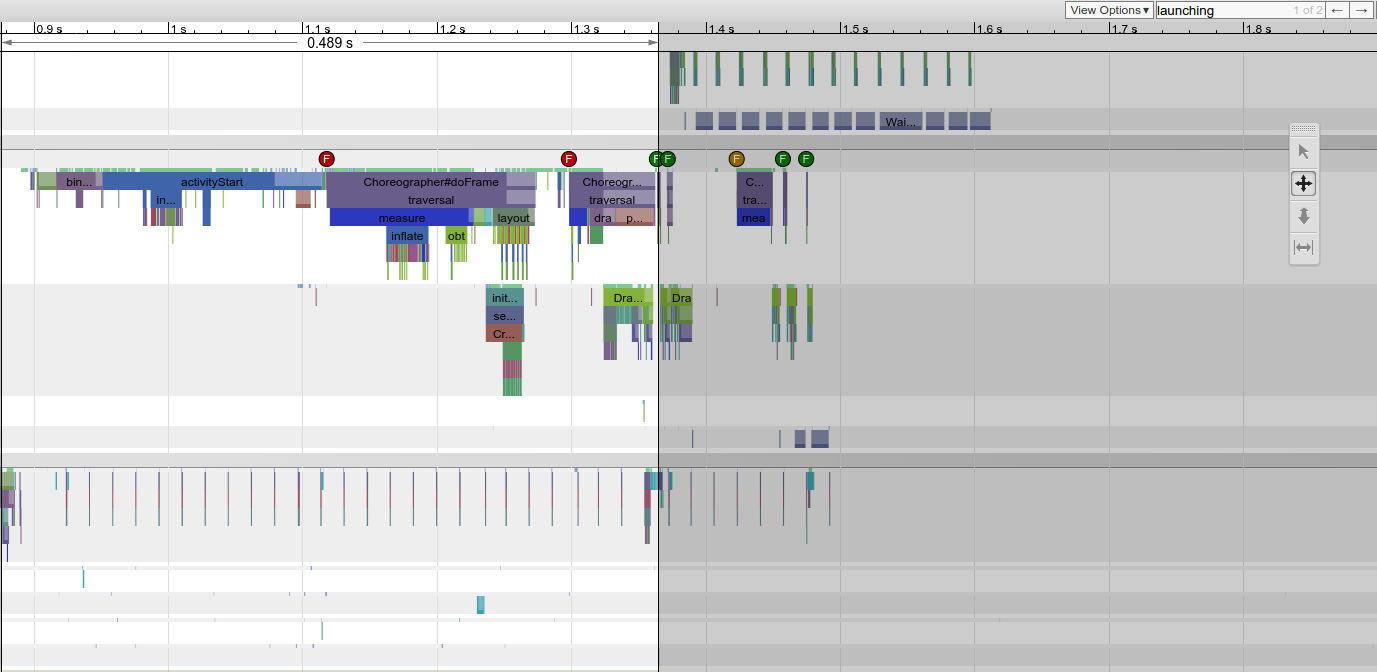 View Options▾ launching 1 of 2 ← →
0.9 s 1 s 1.1 s 1.2 s 1.3 s 1.4 s 1.5 s 1.6 s 1.7 s 1.8 s
0.489 s
Wai...
F F F F F F F
bin... activityStart Choreographer#doFrame Choreogr... C...
in... traversal traversal tra...
measure layout dra p... mea
inflate obt
init... Dra... Dra
se...
Cr...